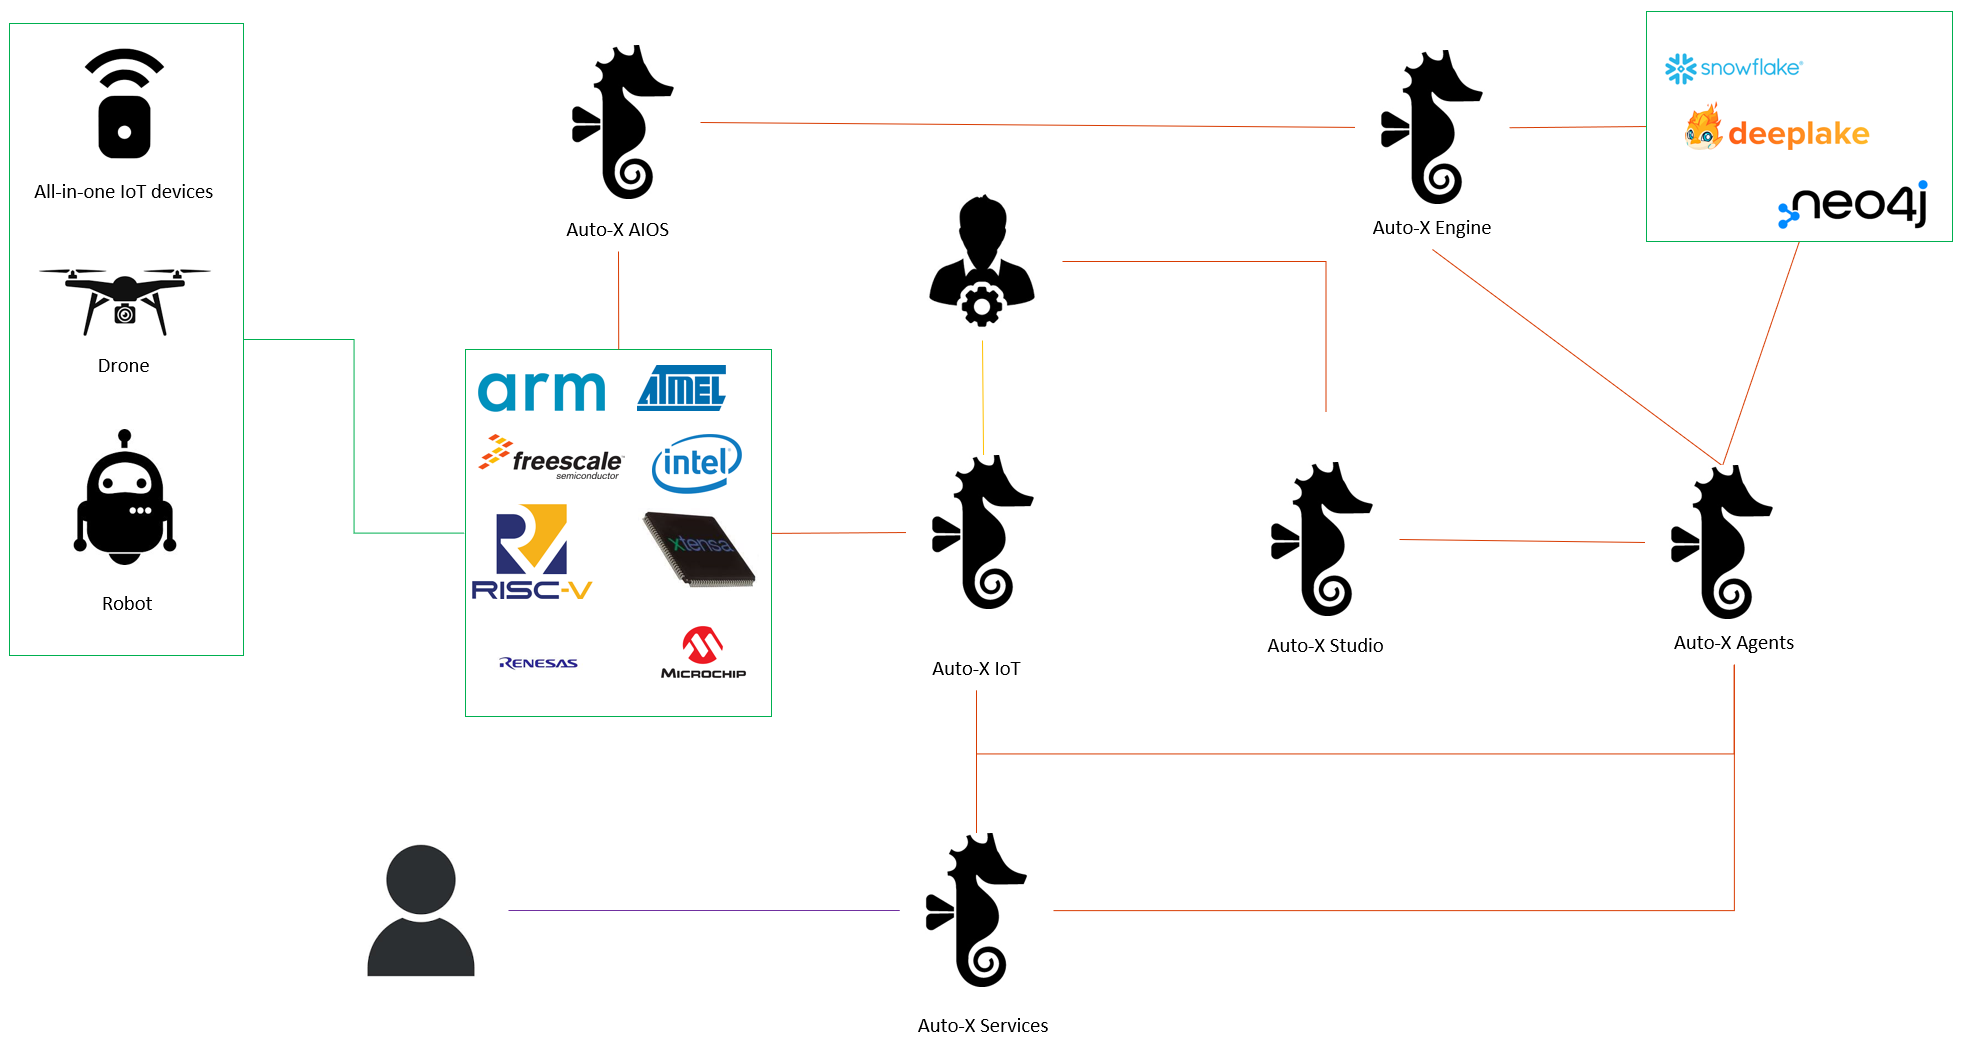 All-in-one IoT devices
Drone
Robot
Auto-X AIOS
Auto-X Engine
snowflake®
deeplake
neo4j
arm
ATMEL
freescale
semiconductor
intel
RISC-V
xtensa
RENESAS
MICROCHIP
Auto-X IoT
Auto-X Studio
Auto-X Agents
Auto-X Services